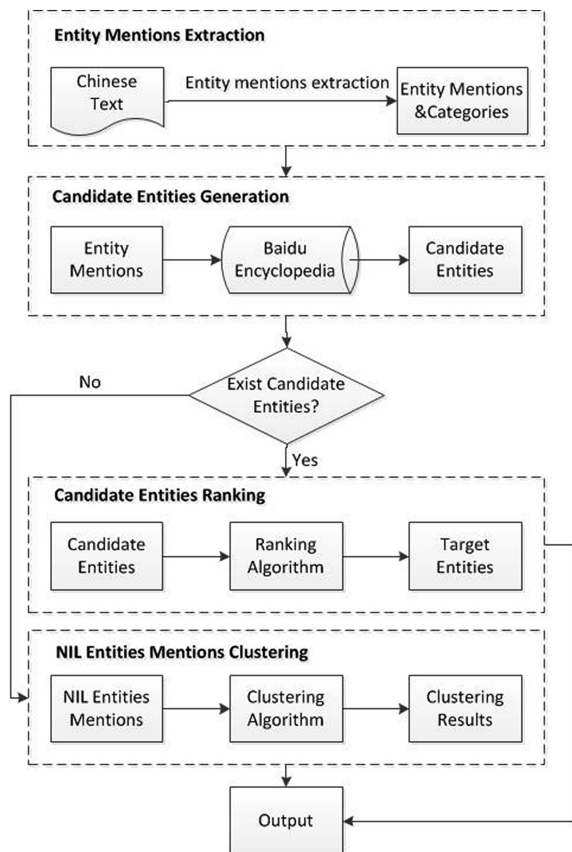 Entity Mentions Extraction
Chinese
Text
Entity mentions extraction
Entity Mentions
&Categories
Candidate Entities Generation
Entity
Mentions
Baidu
Encyclopedia
Candidate
Entities
No
Exist Candidate
Entities?
Yes
Candidate Entities Ranking
Candidate
Entities
Ranking
Algorithm
Target
Entities
NIL Entities Mentions Clustering
NIL Entities
Mentions
Clustering
Algorithm
Clustering
Results
Output